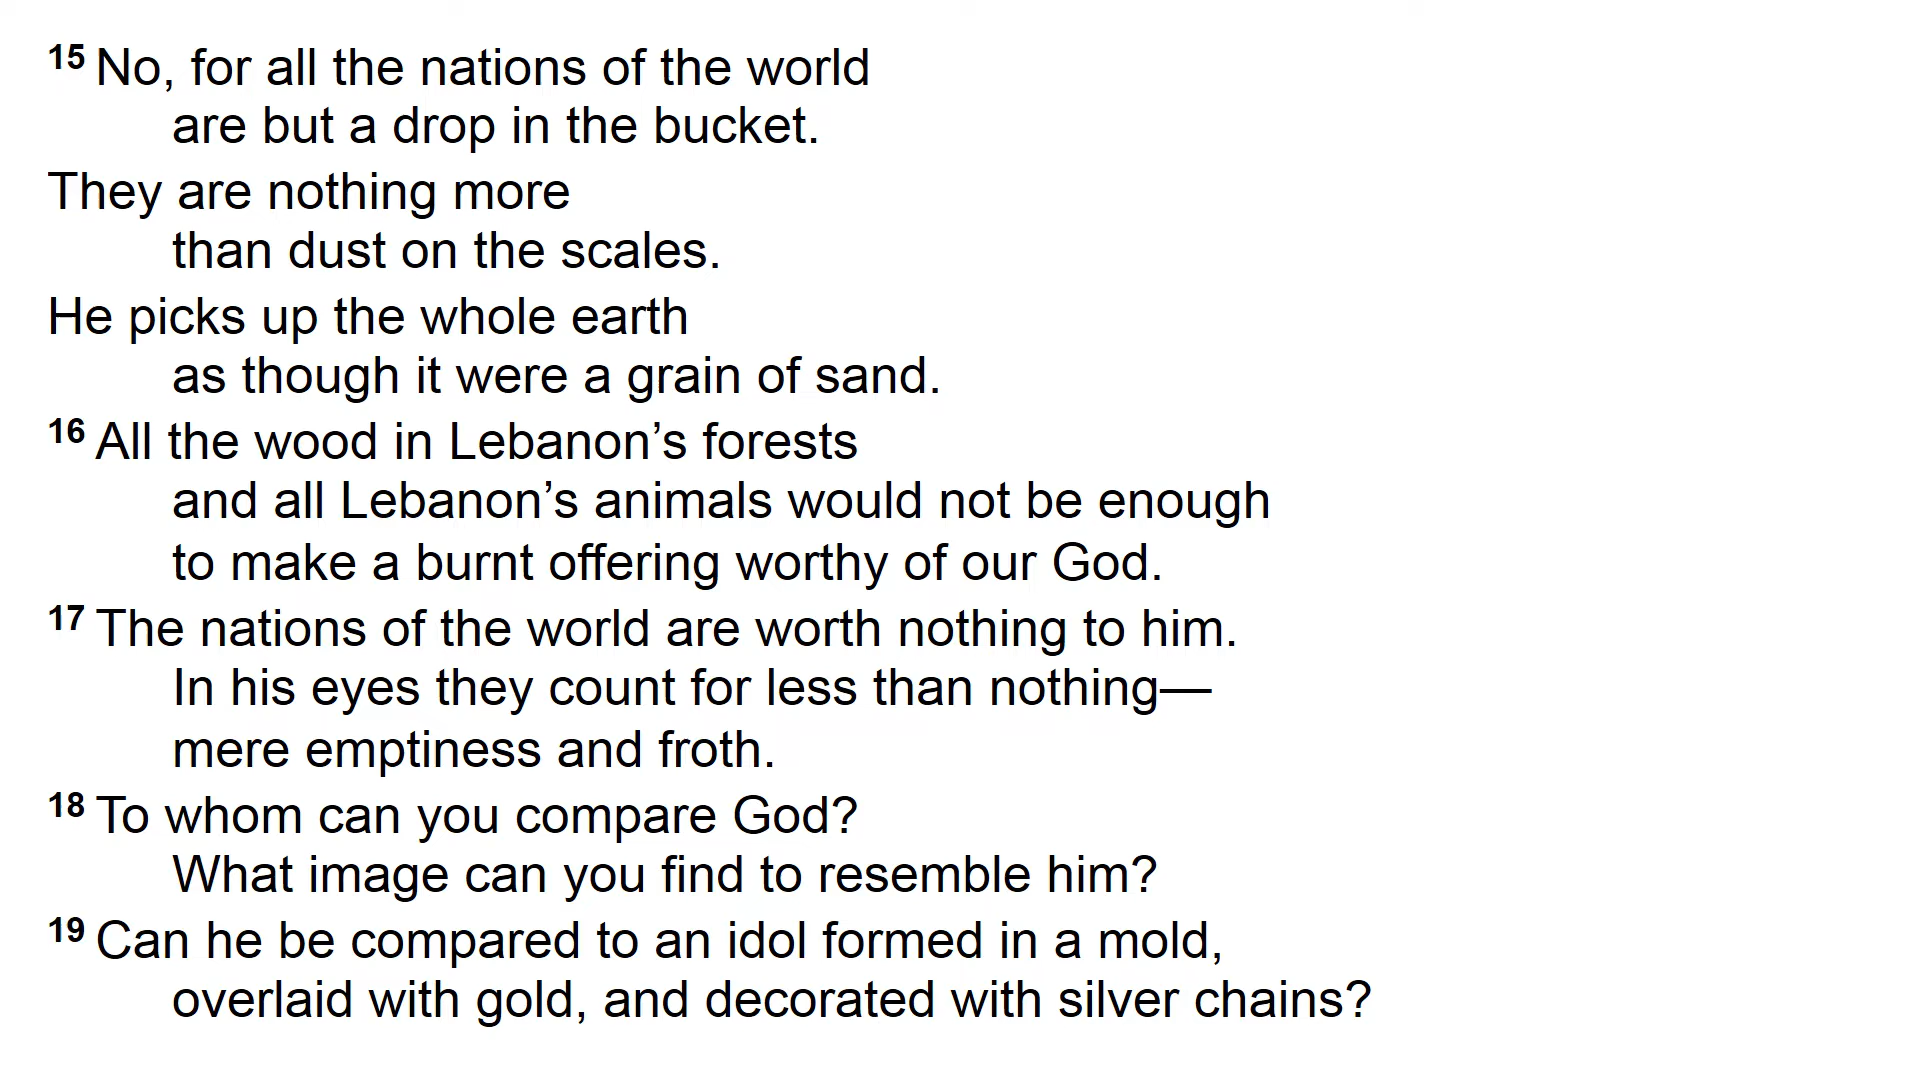 15 No, for all the nations of the world
are but a drop in the bucket.
They are nothing more
than dust on the scales.
He picks up the whole earth
as though it were a grain of sand.
16 All the wood in Lebanon’s forests
and all Lebanon’s animals would not be enough
to make a burnt offering worthy of our God.
17 The nations of the world are worth nothing to him.
In his eyes they count for less than nothing—
mere emptiness and froth.
18 To whom can you compare God?
What image can you find to resemble him?
19 Can he be compared to an idol formed in a mold,
overlaid with gold, and decorated with silver chains?